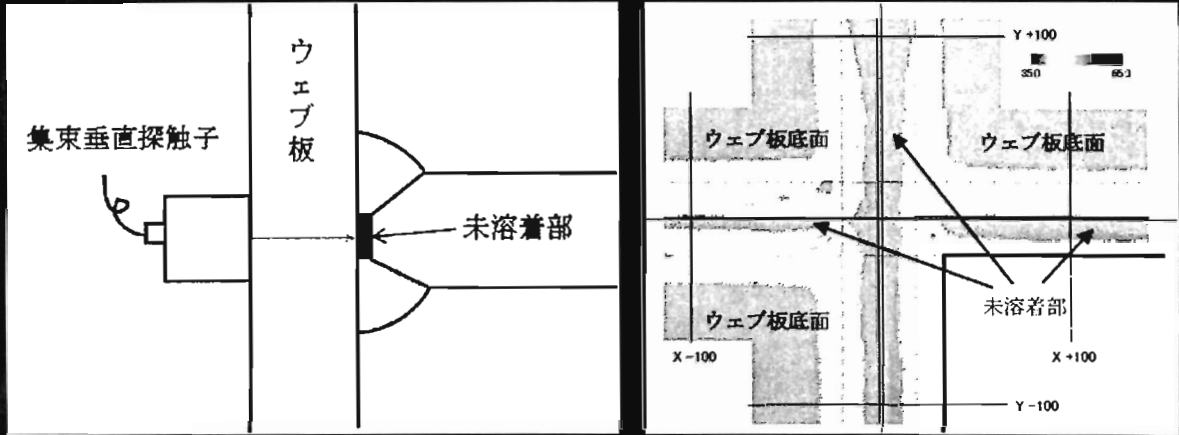 ウェブ板
集束垂直探触子
未溶着部
Y +100
350
650
ウェブ板底面
ウェブ板底面
未溶着部
ウェブ板底面
X -100
X +100
Y -100